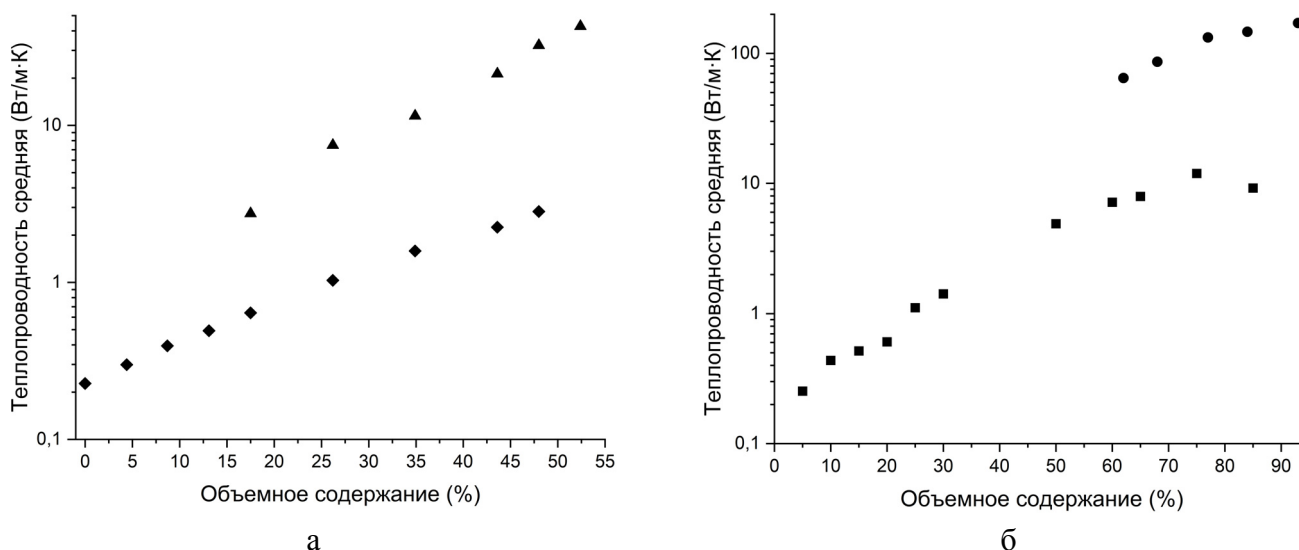 Теплопроводность средняя (Вт/м·К)
10
1
0,1
0 5 10 15 20 25 30 35 40 45 50 55
Объемное содержание (%)
а
Теплопроводность средняя (Вт/м·К)
100
10
1
0,1
0 10 20 30 40 50 60 70 80 90
Объемное содержание (%)
б